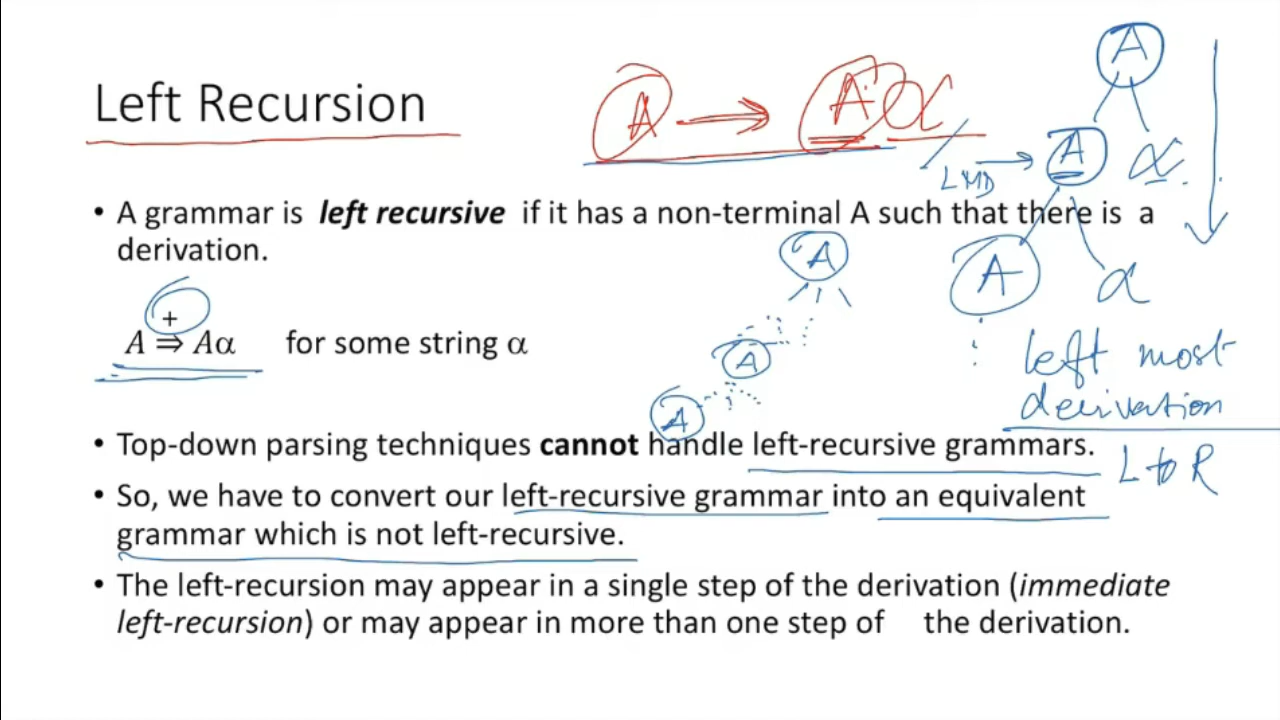 Left Recursion
A → Aα
A
LMD → A α
• A grammar is left recursive if it has a non-terminal A such that there is a
derivation.
A
A α
+
A ⇒ Aα for some string α
A
A
left most
derivation
• Top-down parsing techniques cannot handle left-recursive grammars.
L to R
• So, we have to convert our left-recursive grammar into an equivalent
grammar which is not left-recursive.
• The left-recursion may appear in a single step of the derivation (immediate
left-recursion) or may appear in more than one step of the derivation.